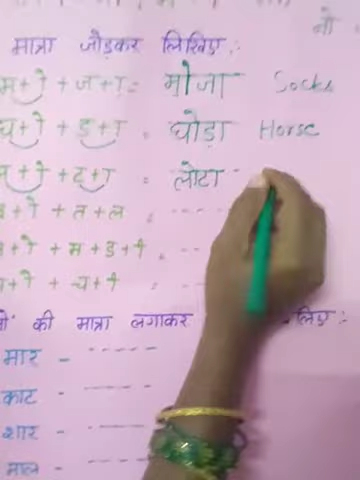 नो
मात्रा जोड़कर लिखिए :-
म + ो + ज + ा = मोजा Socks
घ + ो + ड़ + ा = घोड़ा Horse
ल + ो + ट + ा = लोटा --
+ ो + त + ल = ----
+ ो + म + ड + ी = --
+ ो + च + ी = --
की मात्रा लगाकर लिए :-
मार - -----
काट - -----
शार - -----
माल - ----